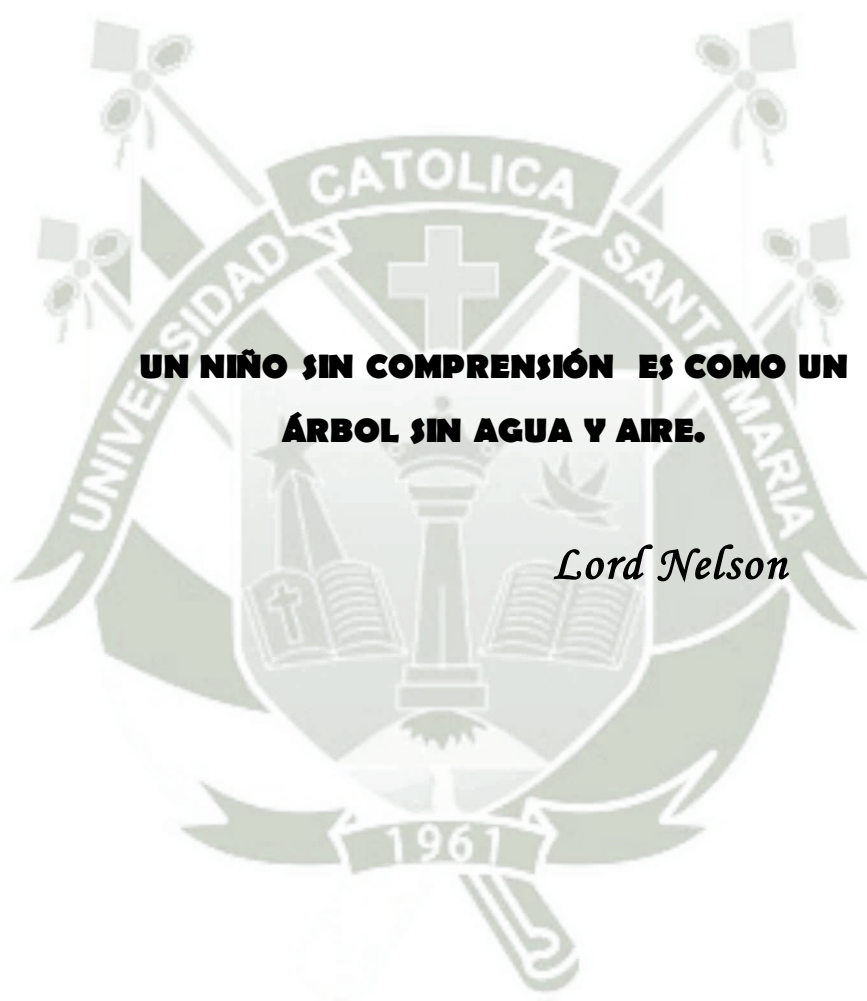 CATOLICA
UNIVERSIDAD
SANTA MARIA
UN NIÑO SIN COMPRENSIÓN ES COMO UN
ÁRBOL SIN AGUA Y AIRE.
Lord Nelson
1961